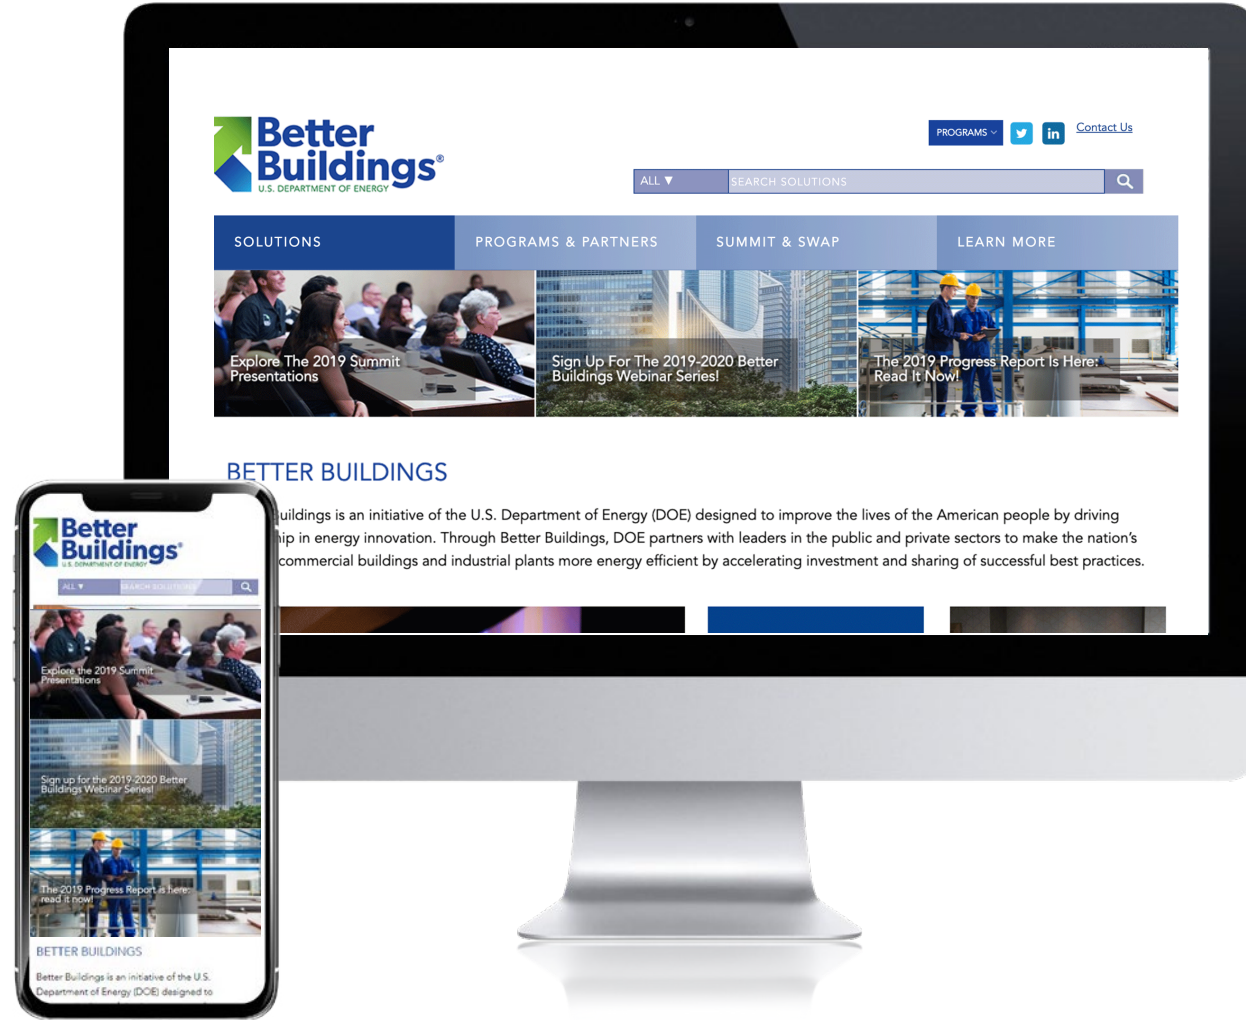 Better
Buildings®
U.S. DEPARTMENT OF ENERGY
PROGRAMS
in
Contact Us
ALL ▼
SEARCH SOLUTIONS
SOLUTIONS
PROGRAMS & PARTNERS
SUMMIT & SWAP
LEARN MORE
Explore The 2019 Summit
Presentations
Sign Up For The 2019-2020 Better
Buildings Webinar Series!
The 2019 Progress Report Is Here:
Read It Now!
BETTER BUILDINGS
uildings is an initiative of the U.S. Department of Energy (DOE) designed to improve the lives of the American people by driving
ip in energy innovation. Through Better Buildings, DOE partners with leaders in the public and private sectors to make the nation's
commercial buildings and industrial plants more energy efficient by accelerating investment and sharing of successful best practices.
Better
Buildings®
U.S. DEPARTMENT OF ENERGY
ALL ▼
SEARCH SOLUTIONS
Explore the 2019 Summit
Presentations
Sign up for the 2019-2020 Better
Buildings Webinar Series!
The 2019 Progress Report is here:
read it now!
BETTER BUILDINGS
Better Buildings is an initiative of the U.S.
Department of Energy (DOE) designed to